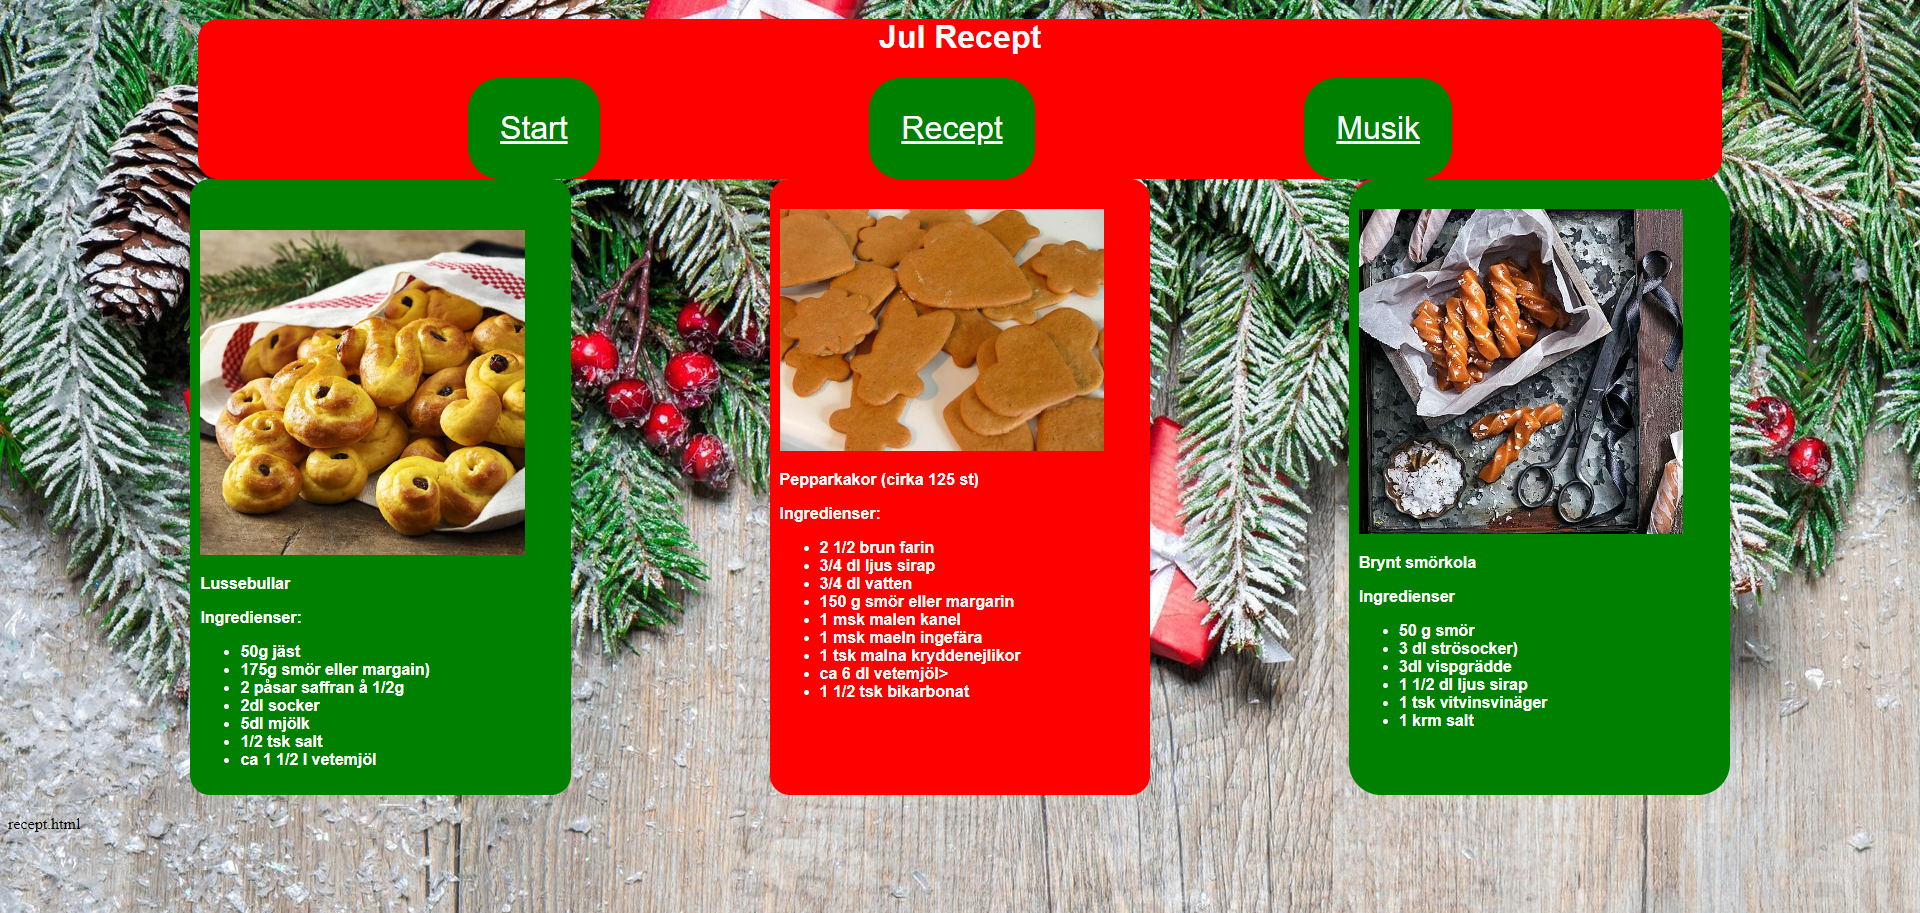 Jul Recept
Start
Recept
Musik
Lussebullar
Ingredienser:
50g jäst
175g smör eller margain)
2 påsar saffran å 1/2g
2dl socker
5dl mjölk
1/2 tsk salt
ca 1 1/2 l vetemjöl
Pepparkakor (cirka 125 st)
Ingredienser:
2 1/2 brun farin
3/4 dl ljus sirap
3/4 dl vatten
150 g smör eller margarin
1 msk malen kanel
1 msk maeln ingefära
1 tsk malna kryddenejlikor
ca 6 dl vetemjöl>
1 1/2 tsk bikarbonat
Brynt smörkola
Ingredienser
50 g smör
3 dl strösocker)
3dl vispgrädde
1 1/2 dl ljus sirap
1 tsk vitvinsvinäger
1 krm salt
recept.html